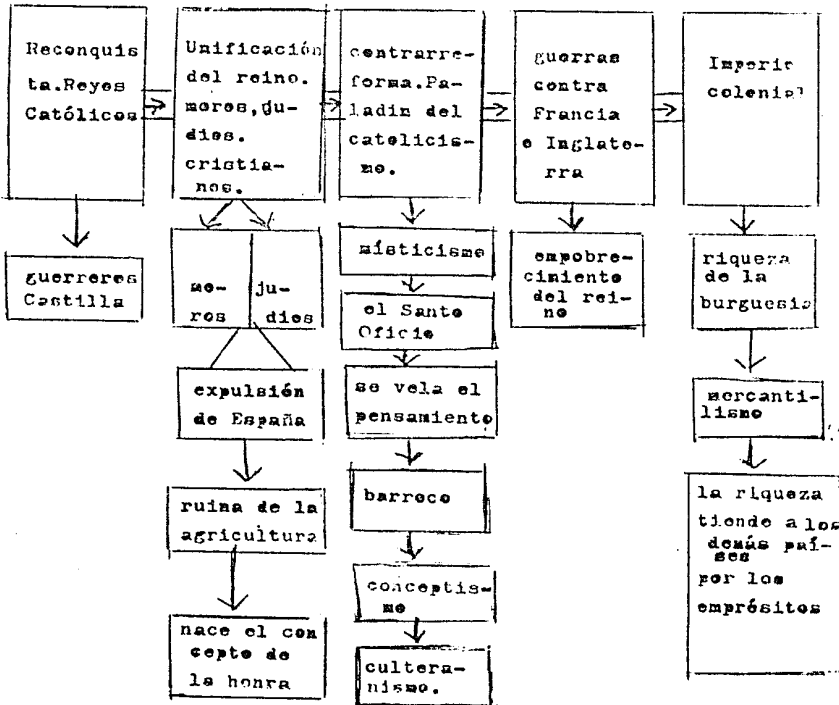 Reconquis
ta.Reyes
Católicos
Unificación
del reino.
moros,ju-
dios.
cristia-
nos.
contrarre-
forma.Pa-
ladin del
catolicis-
mo.
guerras
contra
Francia
e Inglate-
rra
Imperio
colonial
guerreros
Castilla
mo-
ros
ju-
dios
expulsión
de España
ruina de la
agricultura
nace el con
cepto de
la honra
misticismo
el Santo
Oficio
se vela el
pensamiento
barroco
conceptis-
mo
cultera-
nismo.
empobre-
cimiento
del rei-
no
riqueza
de la
burguesia
mercanti-
lismo
la riqueza
tiende a los
demás paí-
ses
por los
emprésitos